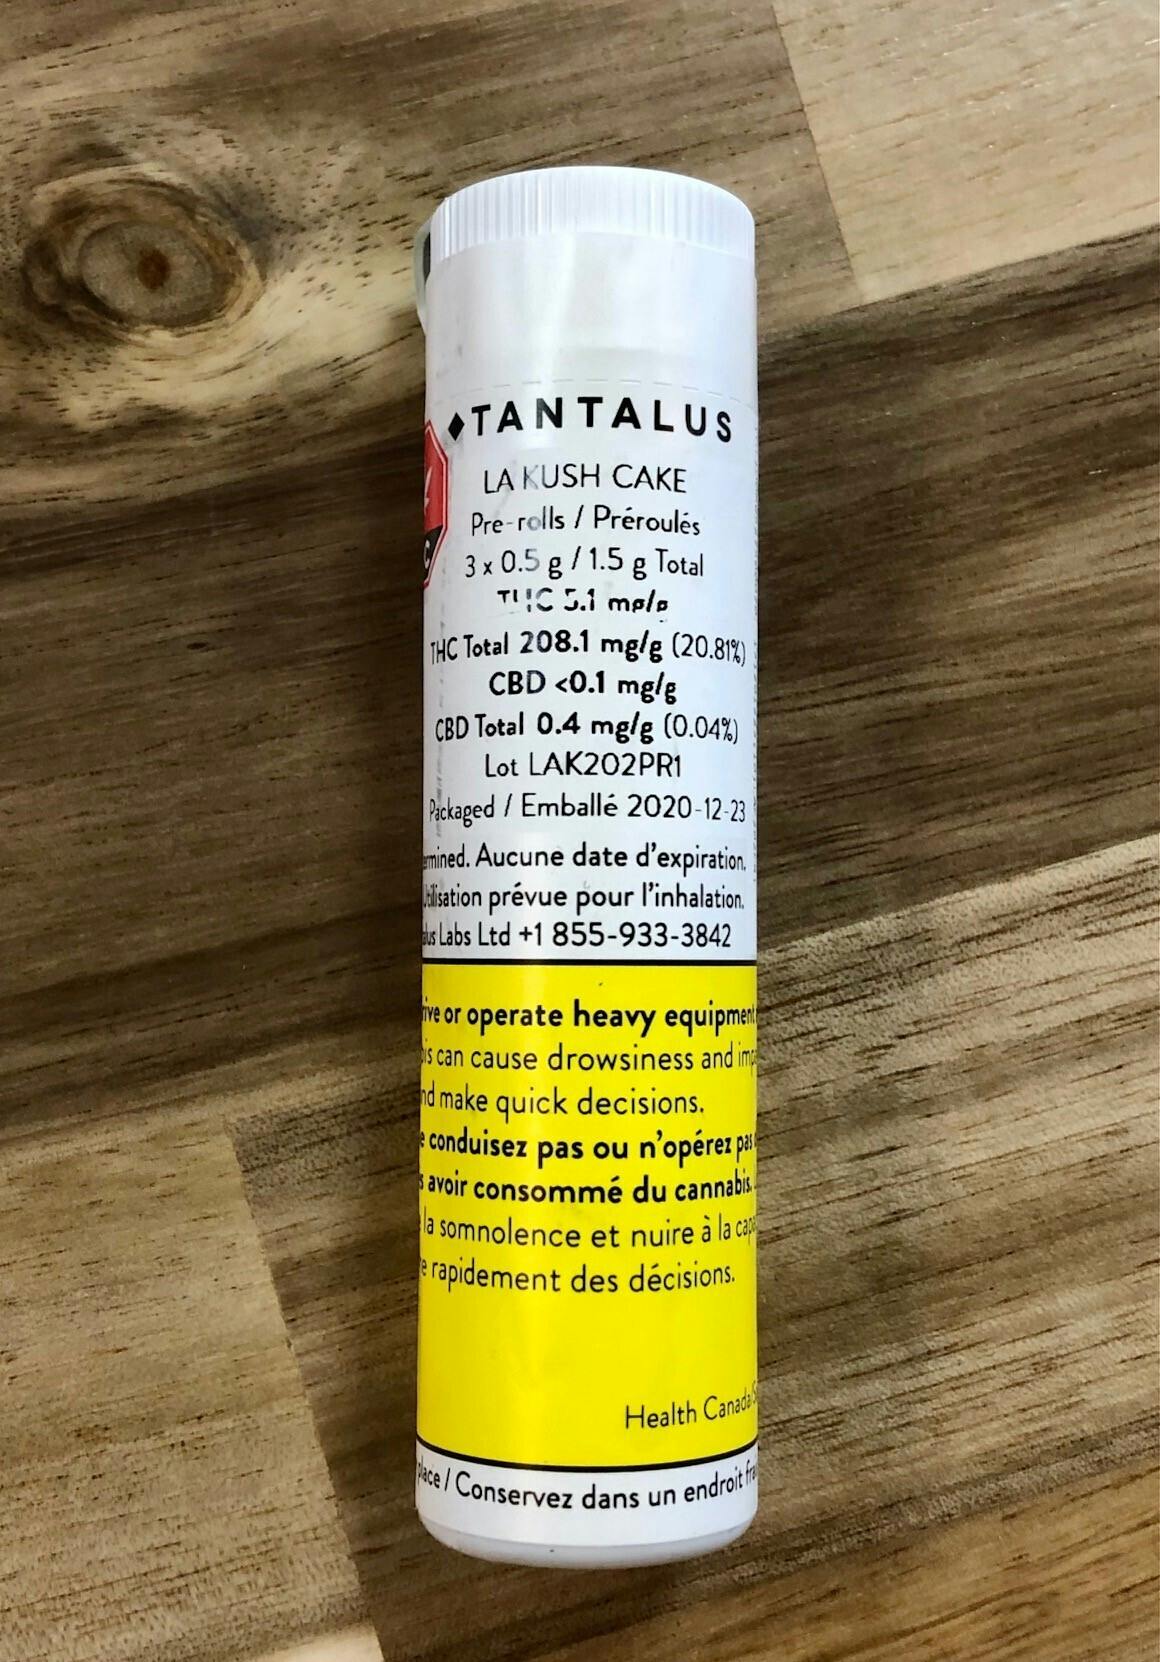 ◆TANTALUS
LA KUSH CAKE
Pre-rolls / Préroulés
3 x 0.5 g / 1.5 g Total
THC 5.1 mg/g
THC Total 208.1 mg/g (20.81%)
CBD <0.1 mg/g
CBD Total 0.4 mg/g (0.04%)
Lot LAK202PR1
Packaged / Emballé 2020-12-23
Aucune date d'expiration.
Utilisation prévue pour l'inhalation.
Labs Ltd +1 855-933-3842
or operate heavy equipment
can cause drowsiness and
make quick decisions.
conduisez pas ou n'opérez pas
avoir consommé du cannabis.
la somnolence et nuire à la
rapidement des décisions.
Health Canada
place / Conservez dans un endroit
C